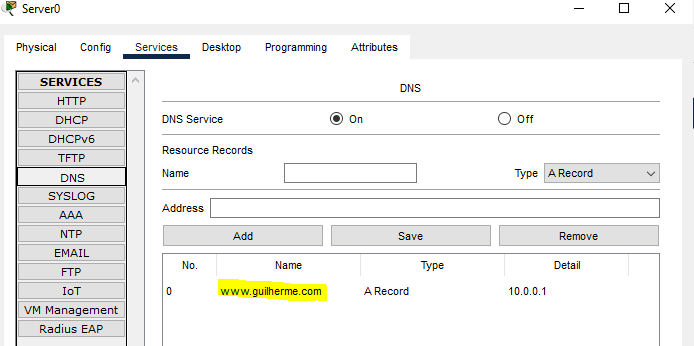 Server0
Physical Config Services Desktop Programming Attributes
SERVICES
HTTP
DHCP
DHCPv6
TFTP
DNS
SYSLOG
AAA
NTP
EMAIL
FTP
IoT
VM Management
Radius EAP
DNS
DNS Service On Off
Resource Records
Name Type A Record
Address
Add Save Remove
No. Name Type Detail
0 www.guilherme.com A Record 10.0.0.1